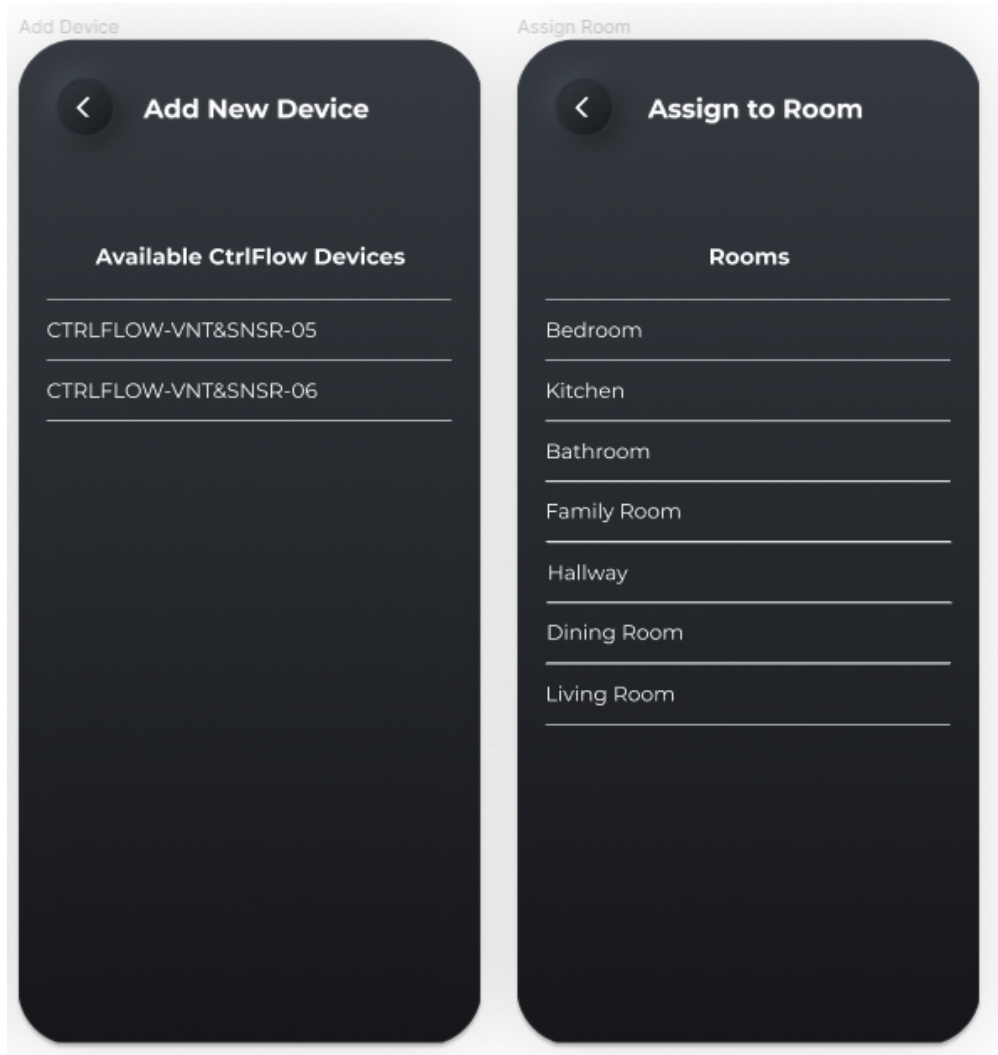 Add Device
Add New Device
Available CtrlFlow Devices
CTRLFLOW-VNT&SNSR-05
CTRLFLOW-VNT&SNSR-06
Assign Room
Assign to Room
Rooms
Bedroom
Kitchen
Bathroom
Family Room
Hallway
Dining Room
Living Room